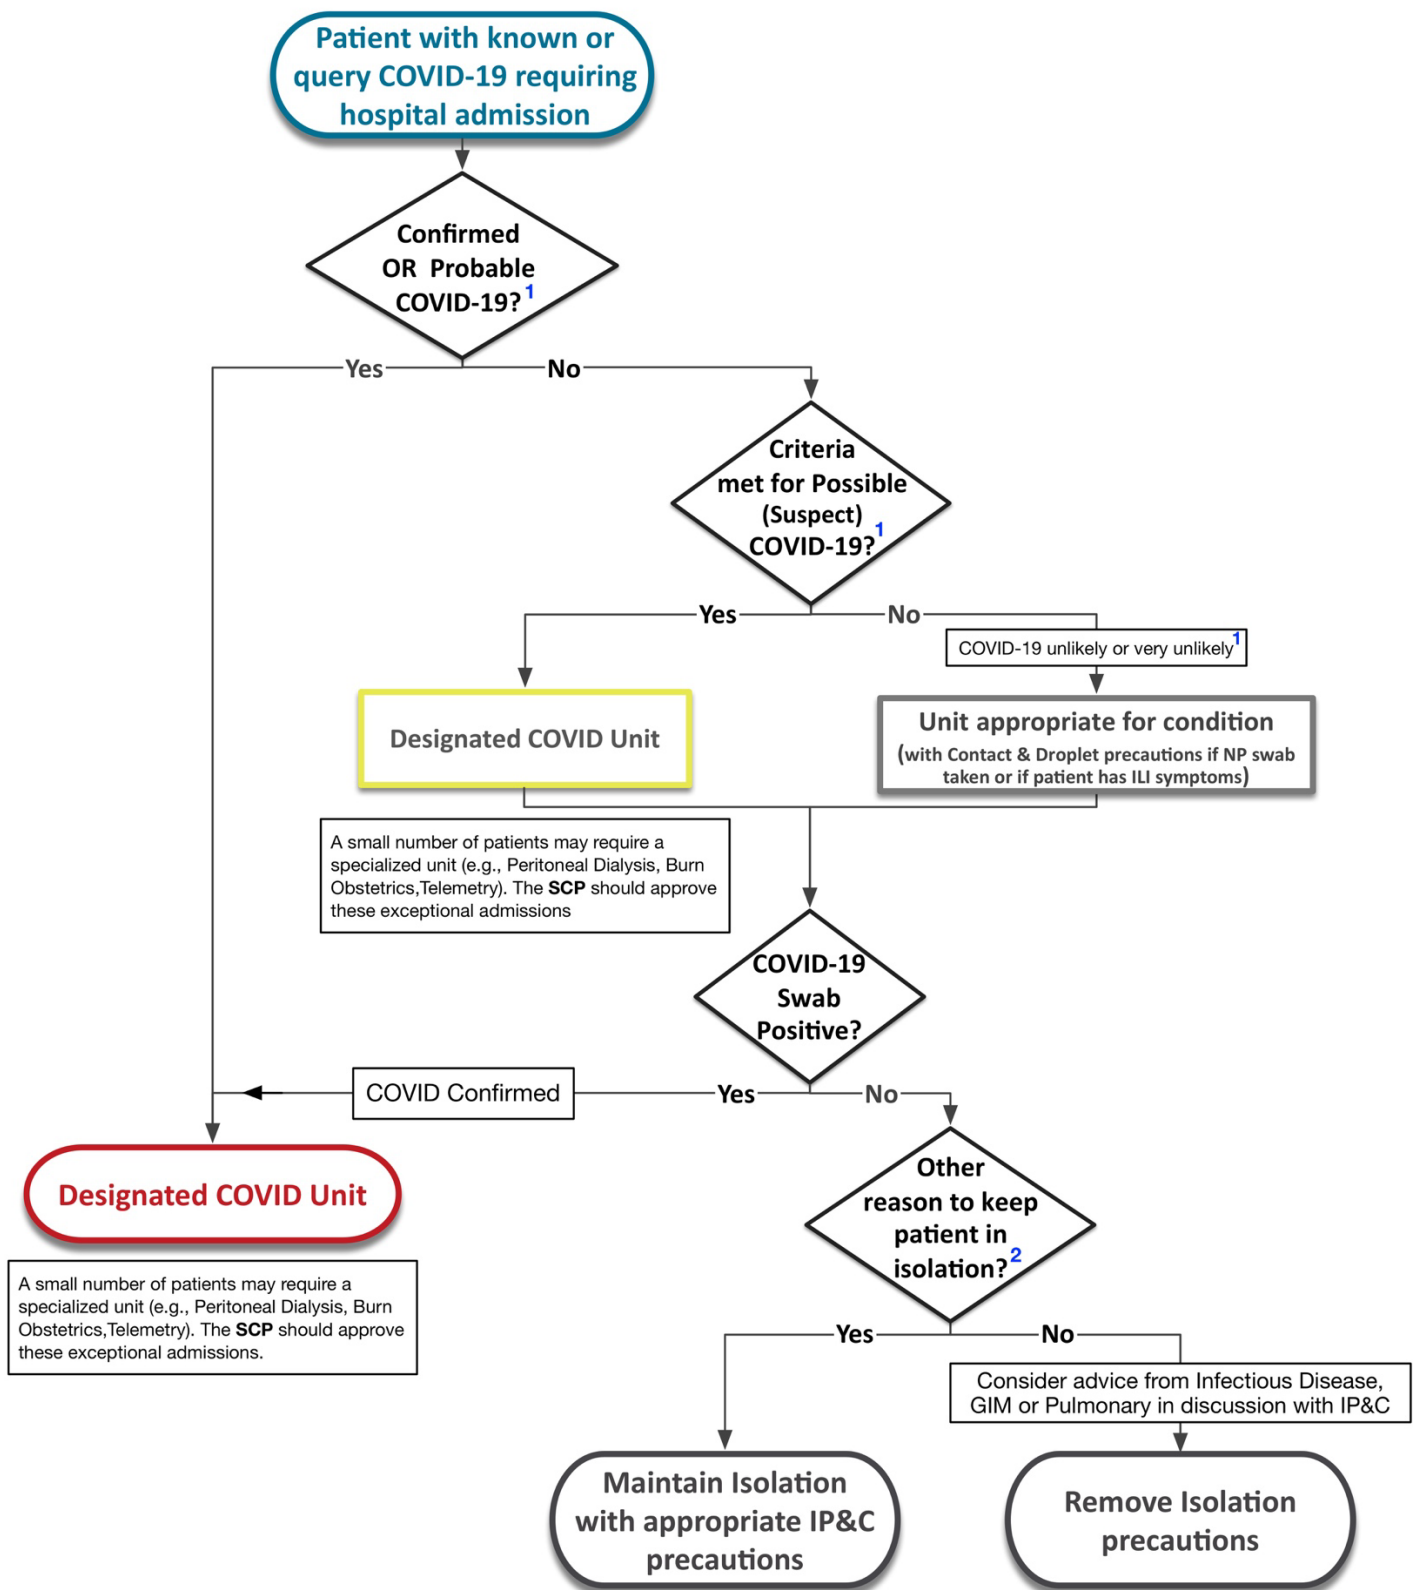 Patient with known or
query COVID-19 requiring
hospital admission
Confirmed
OR Probable
COVID-19?1
Yes
No
Criteria
met for Possible
(Suspect)
COVID-19?1
Yes
No
COVID-19 unlikely or very unlikely1
Designated COVID Unit
Unit appropriate for condition
(with Contact & Droplet precautions if NP swab
taken or if patient has ILI symptoms)
A small number of patients may require a
specialized unit (e.g., Peritoneal Dialysis, Burn
Obstetrics,Telemetry). The SCP should approve
these exceptional admissions
COVID-19
Swab
Positive?
COVID Confirmed
Yes
No
Designated COVID Unit
A small number of patients may require a
specialized unit (e.g., Peritoneal Dialysis, Burn
Obstetrics,Telemetry). The SCP should approve
these exceptional admissions.
Other
reason to keep
patient in
isolation?2
Yes
No
Consider advice from Infectious Disease,
GIM or Pulmonary in discussion with IP&C
Maintain Isolation
with appropriate IP&C
precautions
Remove Isolation
precautions